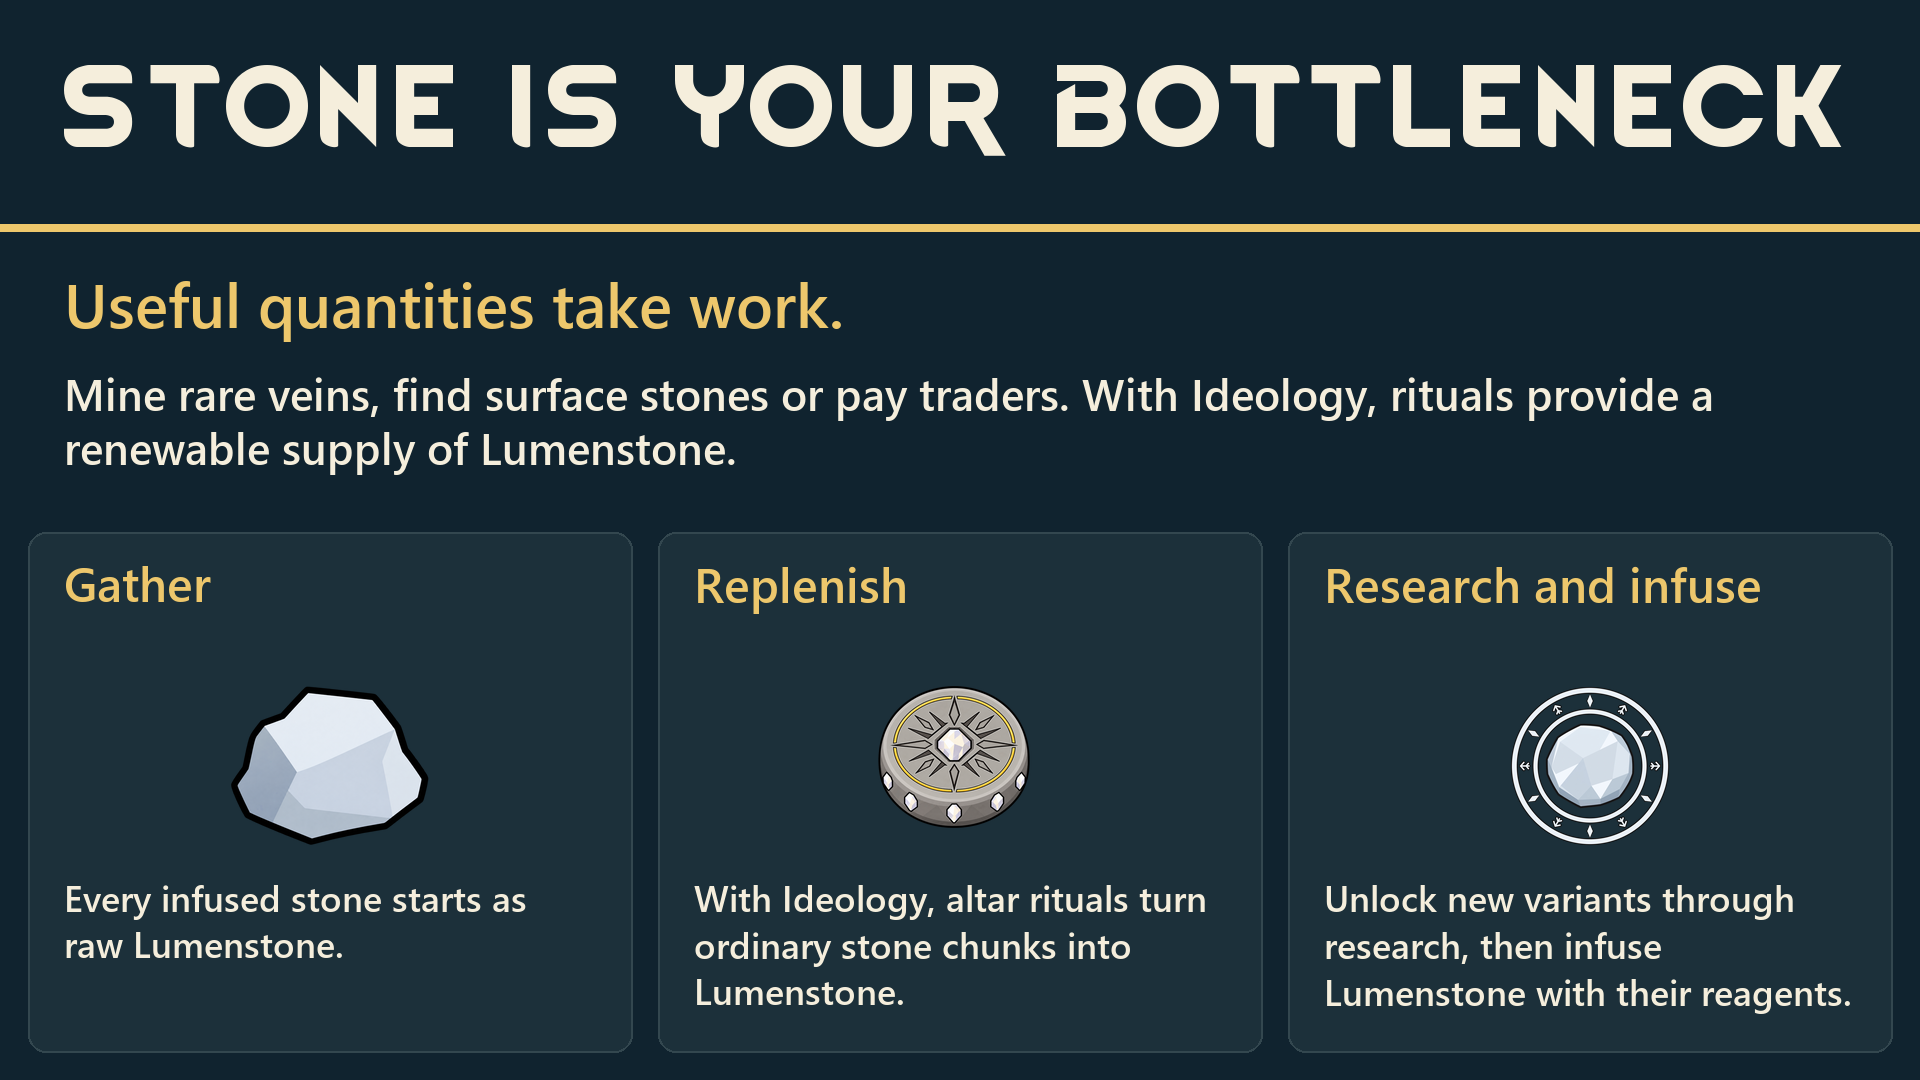 STONE IS YOUR BOTTLENECK
Useful quantities take work.
Mine rare veins, find surface stones or pay traders. With Ideology, rituals provide a
renewable supply of Lumenstone.
Gather
Every infused stone starts as
raw Lumenstone.
Replenish
With Ideology, altar rituals turn
ordinary stone chunks into
Lumenstone.
Research and infuse
Unlock new variants through
research, then infuse
Lumenstone with their reagents.